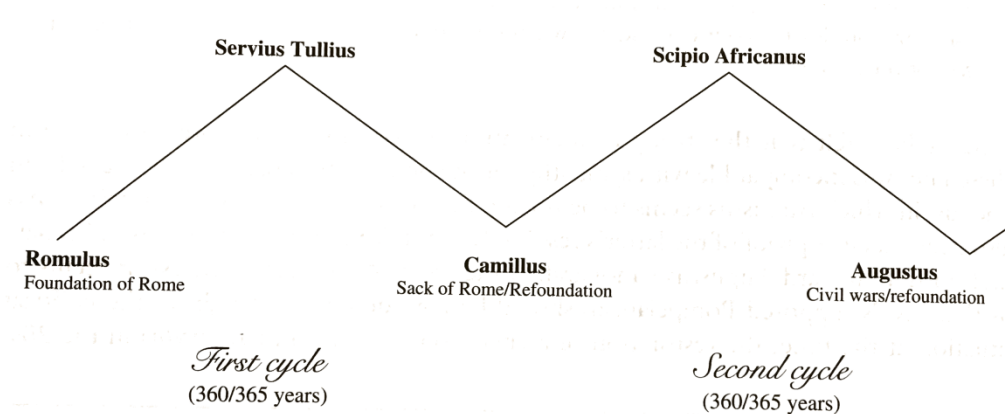 Servius Tullius
Scipio Africanus
Romulus
Foundation of Rome
Camillus
Sack of Rome/Refoundation
Augustus
Civil wars/refoundation
First cycle
(360/365 years)
Second cycle
(360/365 years)